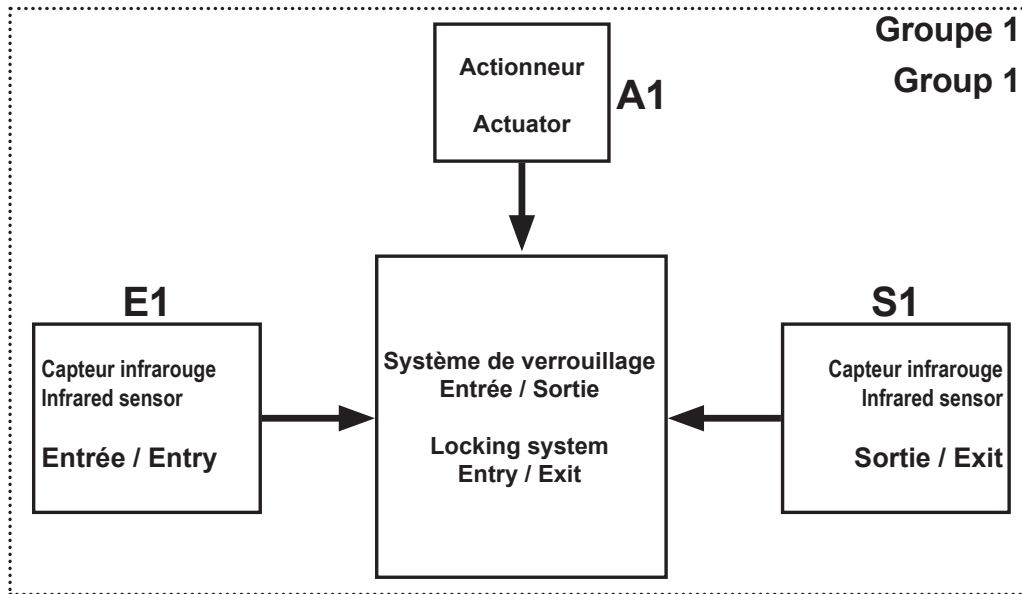 Groupe 1
Group 1
Actionneur
Actuator
A1
E1
Capteur infrarouge
Infrared sensor
Entrée / Entry
Système de verrouillage
Entrée / Sortie
Locking system
Entry / Exit
S1
Capteur infrarouge
Infrared sensor
Sortie / Exit